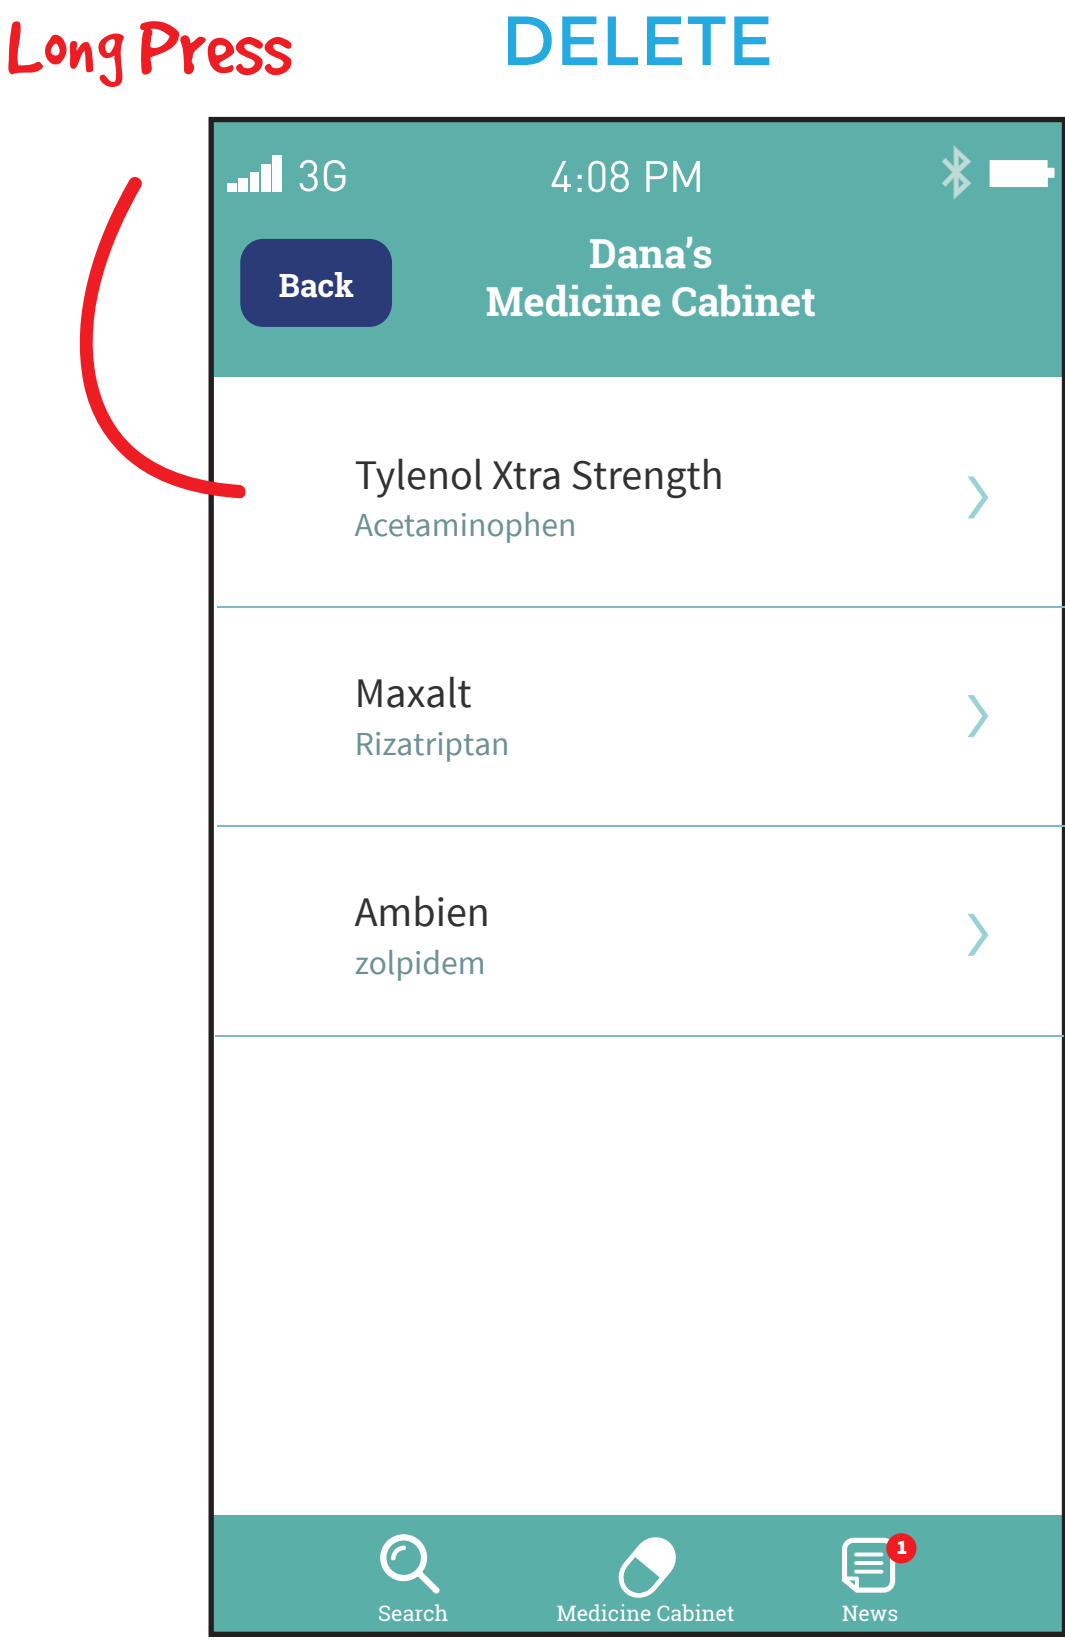 Long Press
DELETE
3G
4:08 PM
Back
Dana's
Medicine Cabinet
Tylenol Xtra Strength
Acetaminophen
Maxalt
Rizatriptan
Ambien
zolpidem
1
Search
Medicine Cabinet
News